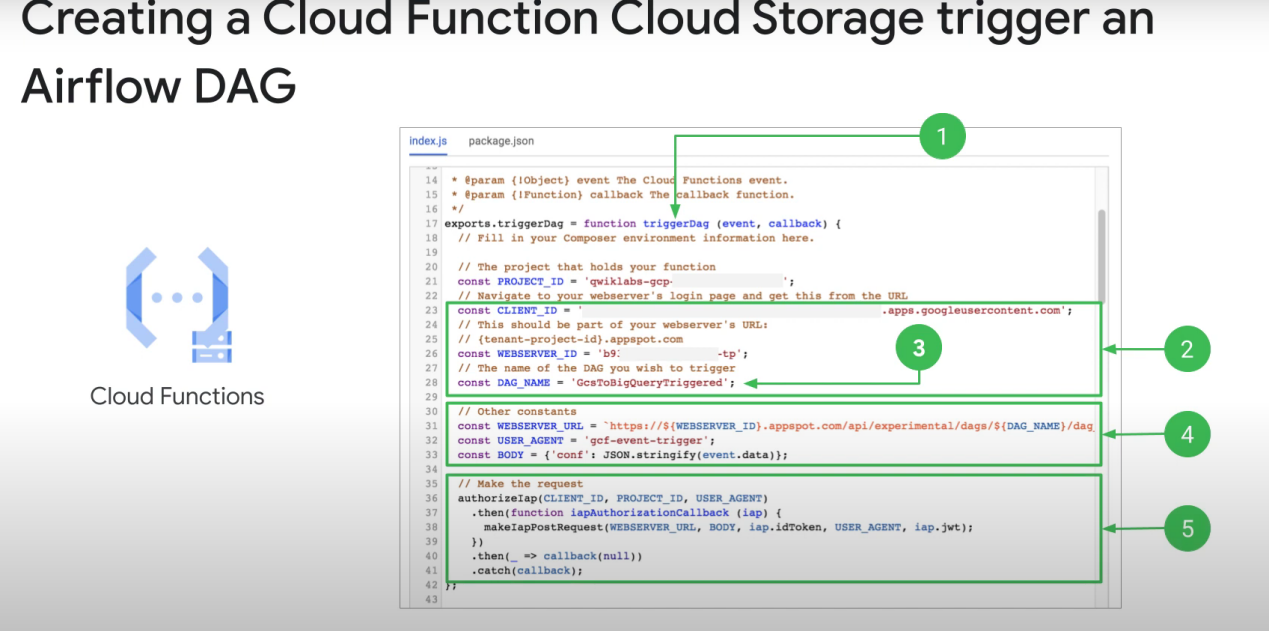 Creating a Cloud Function Cloud Storage trigger an
Airflow DAG
Cloud Functions
index.js package.json
1
14 * @param {!Object} event The Cloud Functions event.
15 * @param {!Function} callback The callback function.
16 */
17 exports.triggerDag = function triggerDag (event, callback) {
18 // Fill in your Composer environment information here.
19
20 // The project that holds your function
21 const PROJECT_ID = 'qwiklabs-gcp- ';
22 // Navigate to your webserver's login page and get this from the URL
23 const CLIENT_ID = ' .apps.googleusercontent.com';
24 // This should be part of your webserver's URL:
25 // {tenant-project-id}.appspot.com
26 const WEBSERVER_ID = 'b93 -tp';
27 // The name of the DAG you wish to trigger
28 const DAG_NAME = 'GcsToBigQueryTriggered';
29
3
2
30 // Other constants
31 const WEBSERVER_URL = `https://${WEBSERVER_ID}.appspot.com/api/experimental/dags/${DAG_NAME}/dag_
32 const USER_AGENT = 'gcf-event-trigger';
33 const BODY = {'conf': JSON.stringify(event.data)};
34
4
35 // Make the request
36 authorizeIap(CLIENT_ID, PROJECT_ID, USER_AGENT)
37 .then(function iapAuthorizationCallback (iap) {
38 makeIapPostRequest(WEBSERVER_URL, BODY, iap.idToken, USER_AGENT, iap.jwt);
39 })
40 .then(_ => callback(null))
41 .catch(callback);
42 };
43
5